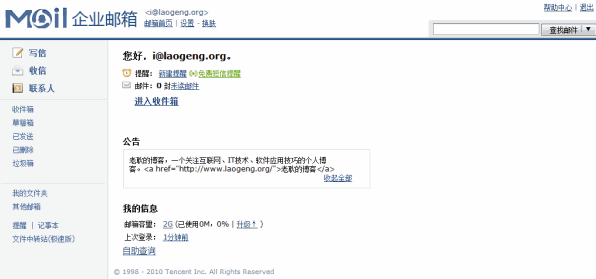 帮助中心 | 退出
Mail 企业邮箱 <i@laogeng.org>
邮箱首页 | 设置 - 换肤
查找邮件
写信
收信
联系人
收件箱
草稿箱
已发送
已删除
垃圾箱
我的文件夹
其他邮箱
提醒 | 记事本
文件中转站(极速版)
您好，i@laogeng.org。
提醒： 新建提醒 免费短信提醒
邮件： 0 封未读邮件
进入收件箱
公告
老耿的博客，一个关注互联网、IT技术、软件应用技巧的个人博
客。<a href="http://www.laogeng.org/">老耿的博客</a>
收起全部
我的信息
邮箱容量： 2G (已使用0M，0% | 升级↑ )
上次登录： 1分钟前
自助查询
© 1998 - 2010 Tencent Inc. All Rights Reserved